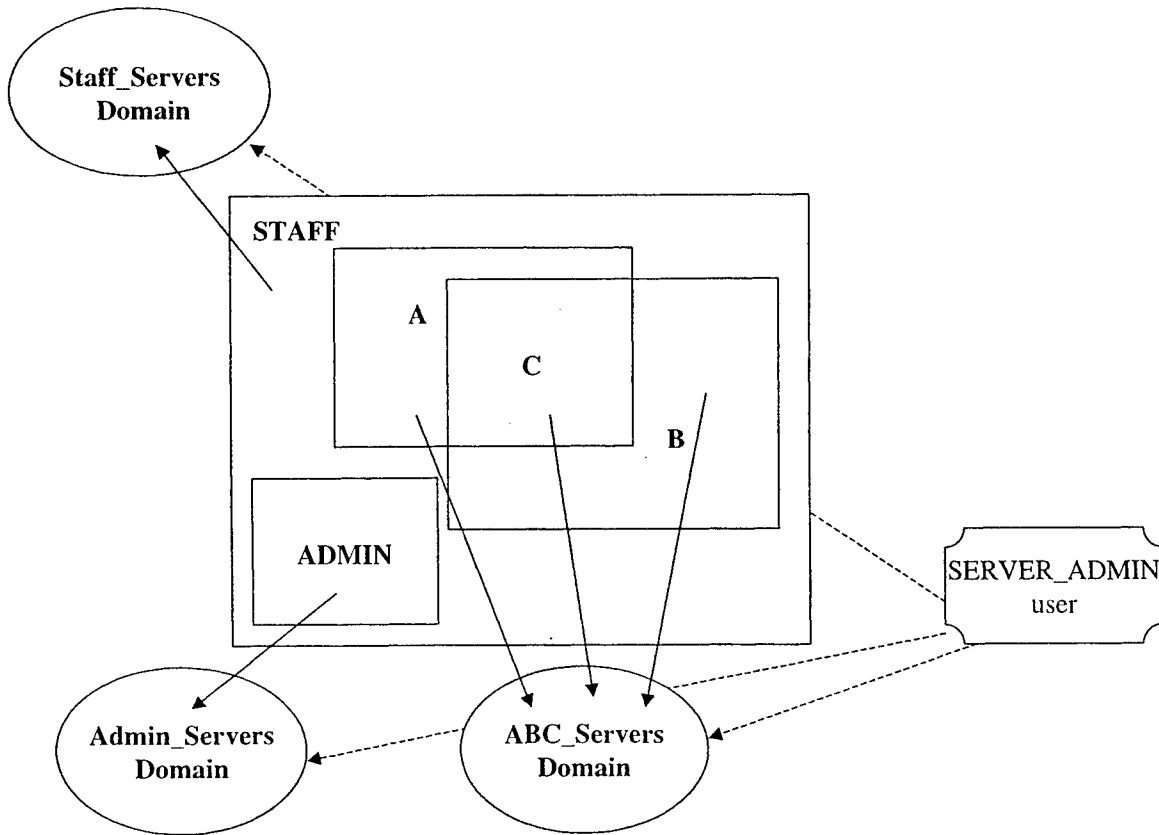 Staff_Servers
Domain
STAFF
A
C
B
ADMIN
SERVER_ADMIN
user
Admin_Servers
Domain
ABC_Servers
Domain